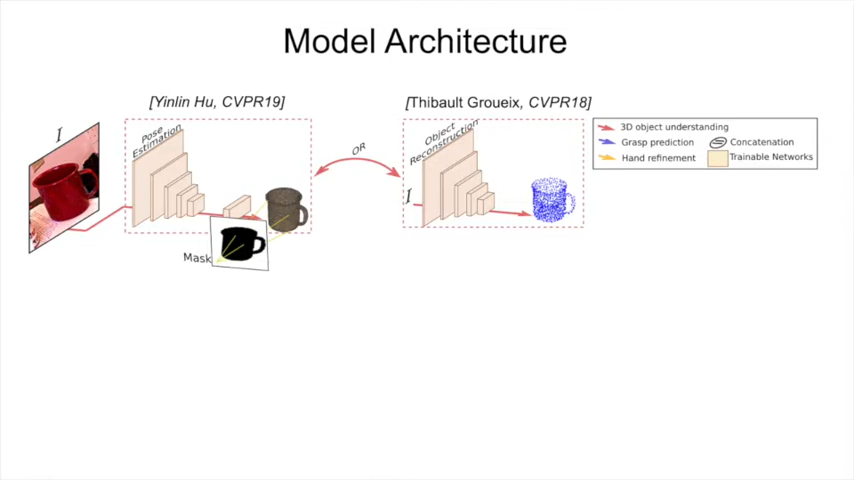 Model Architecture
[Yinlin Hu, CVPR19]
[Thibault Groueix, CVPR18]
I
Pose
Estimation
OR
Object
Reconstruction
I
3D object understanding
Grasp prediction
Concatenation
Hand refinement
Trainable Networks
Mask